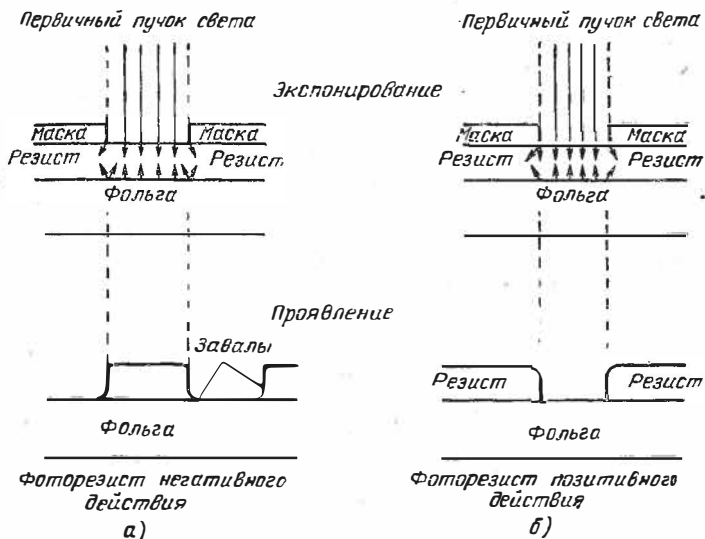 Первичный пучок света
Первичный пучок света
Экспонирование
Маска Маска
Маска Маска
Резист Резист
Резист Резист
Фольга
Фольга
Проявление
Завалы
Резист Резист
Фольга
Фольга
Фоторезист негативного
действия
а)
Фоторезист позитивного
действия
б)